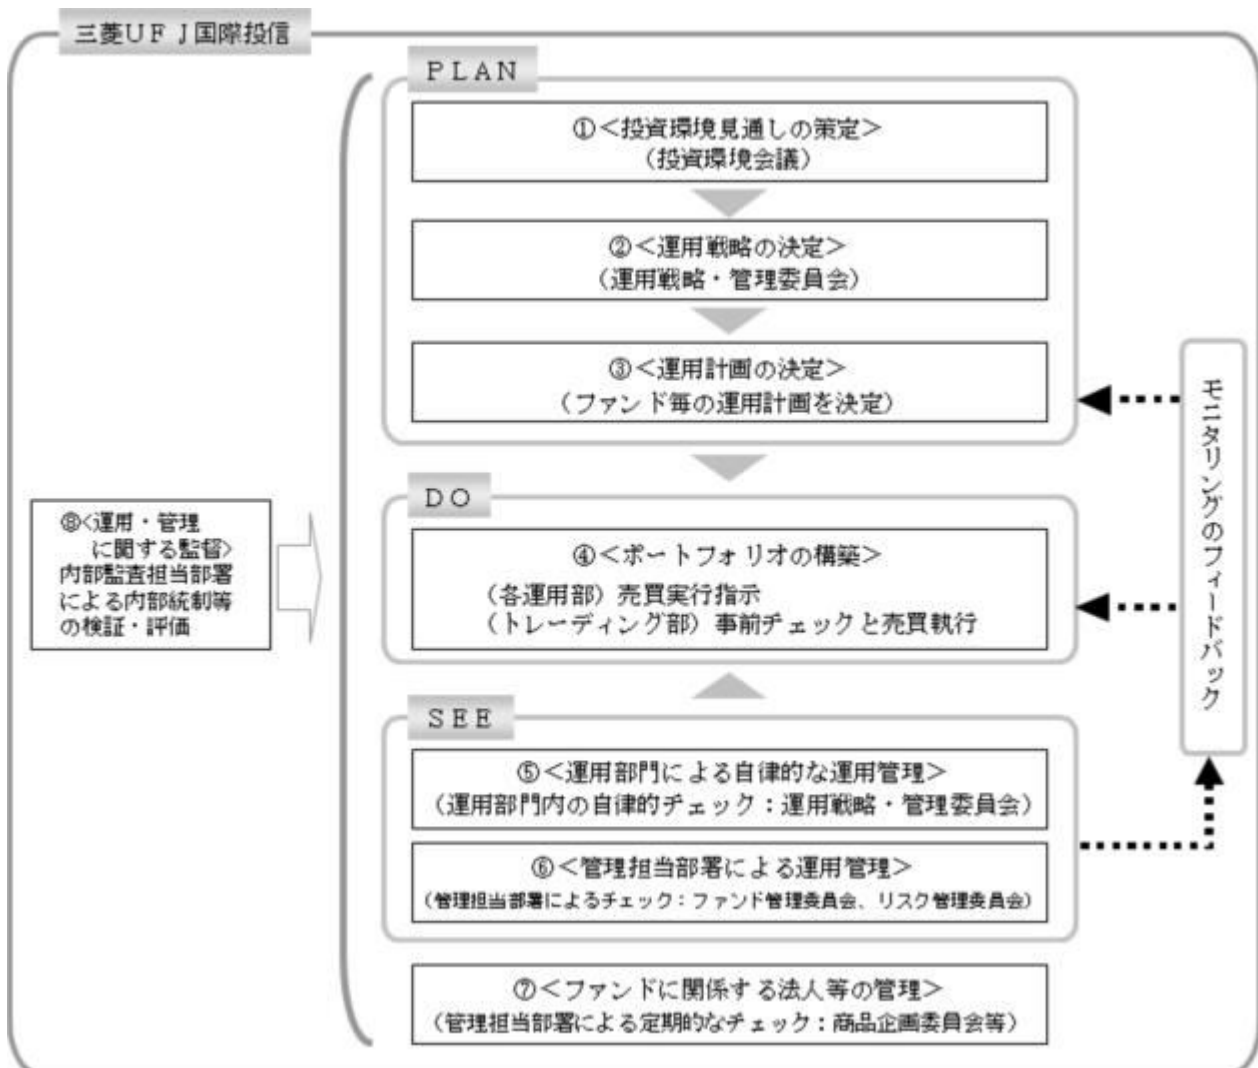 三菱UFJ国際投信
PLAN
①<投資環境見通しの策定>
(投資環境会議)
②<運用戦略の決定>
(運用戦略・管理委員会)
③<運用計画の決定>
(ファンド毎の運用計画を決定)
DO
④<ポートフォリオの構築>
(各運用部)売買実行指示
(トレーディング部)事前チェックと売買執行
SEE
⑤<運用部門による自律的な運用管理>
(運用部門内の自律的チェック:運用戦略・管理委員会)
⑥<管理担当部署による運用管理>
(管理担当部署によるチェック:ファンド管理委員会、リスク管理委員会)
⑦<ファンドに関係する法人等の管理>
(管理担当部署による定期的なチェック:商品企画委員会等)
⑧<運用・管理
に関する監督>
内部監査担当部署
による内部統制等
の検証・評価
モニタリングのフィードバック